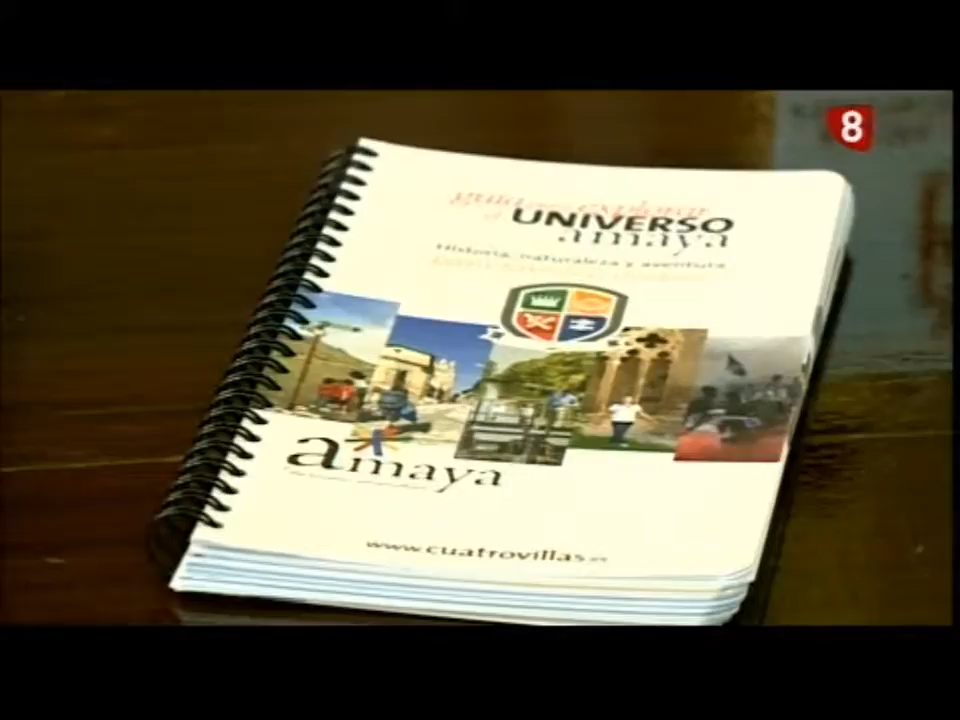 8
guía para explorar
el UNIVERSO
amaya
Historia, naturaleza y aventura
amaya
www.cuatrovillas.es